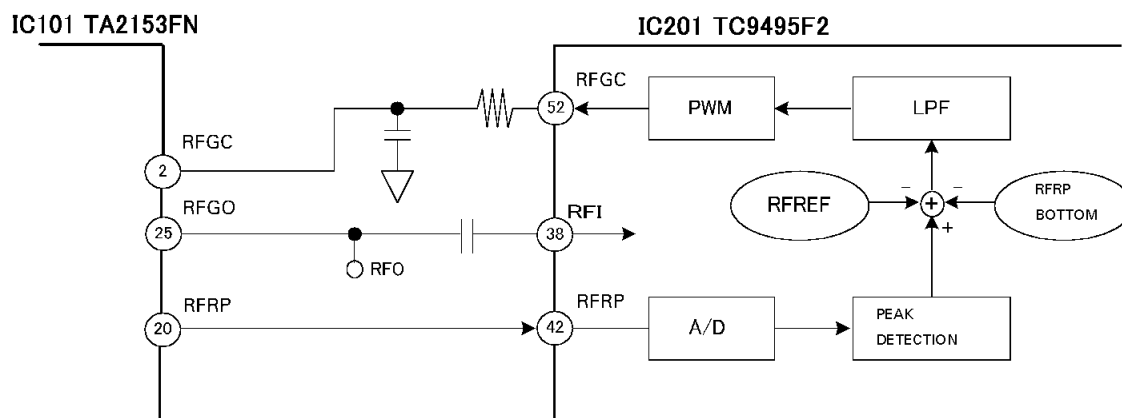 IC101 TA2153FN
IC201 TC9495F2
RFGC
52
PWM
LPF
RFGC
2
RFREF
-
-
+
+
RFRP
BOTTOM
RFGO
25
RFO
RFI
38
RFRP
20
RFRP
42
A/D
PEAK
DETECTION